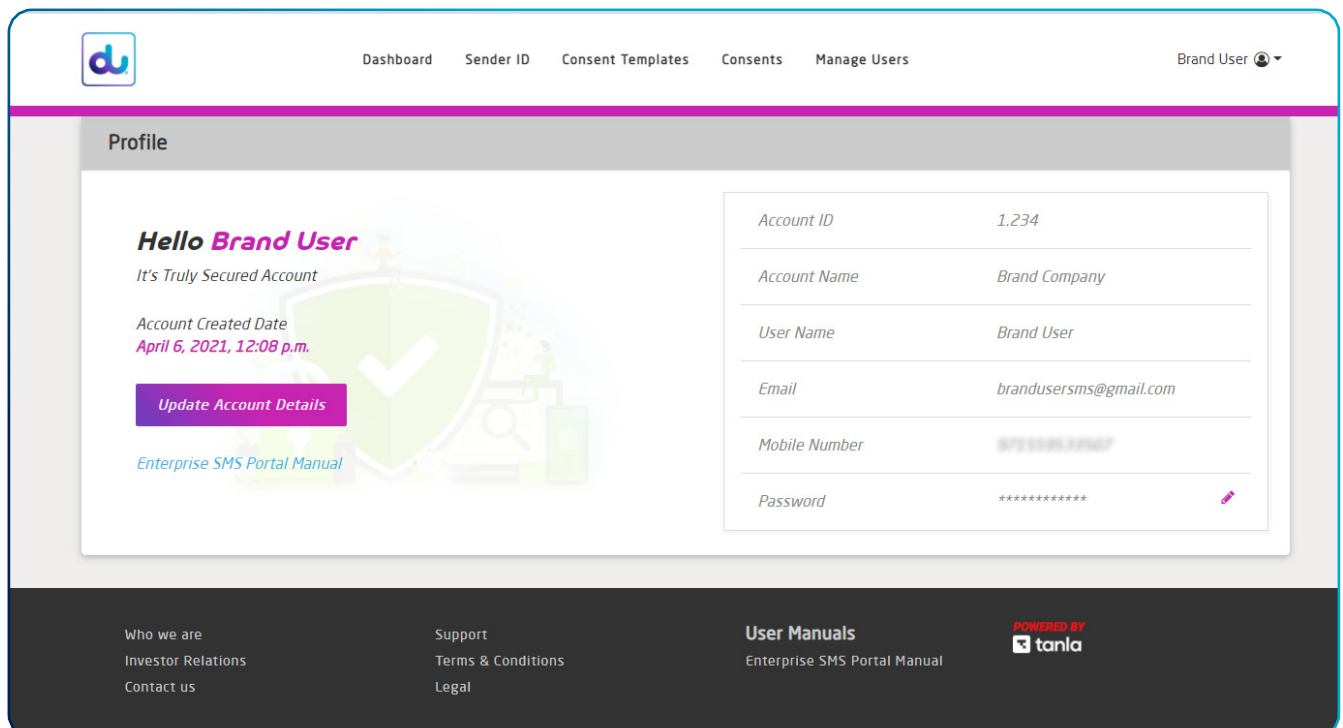 du
Dashboard
Sender ID
Consent Templates
Consents
Manage Users
Brand User
Profile
Hello Brand User
It's Truly Secured Account
Account Created Date
April 6, 2021, 12:08 p.m.
Update Account Details
Enterprise SMS Portal Manual
Account ID 1.234
Account Name Brand Company
User Name Brand User
Email brandusersms@gmail.com
Mobile Number
Password ************
Who we are
Investor Relations
Contact us
Support
Terms & Conditions
Legal
User Manuals
Enterprise SMS Portal Manual
POWERED BY
tanla